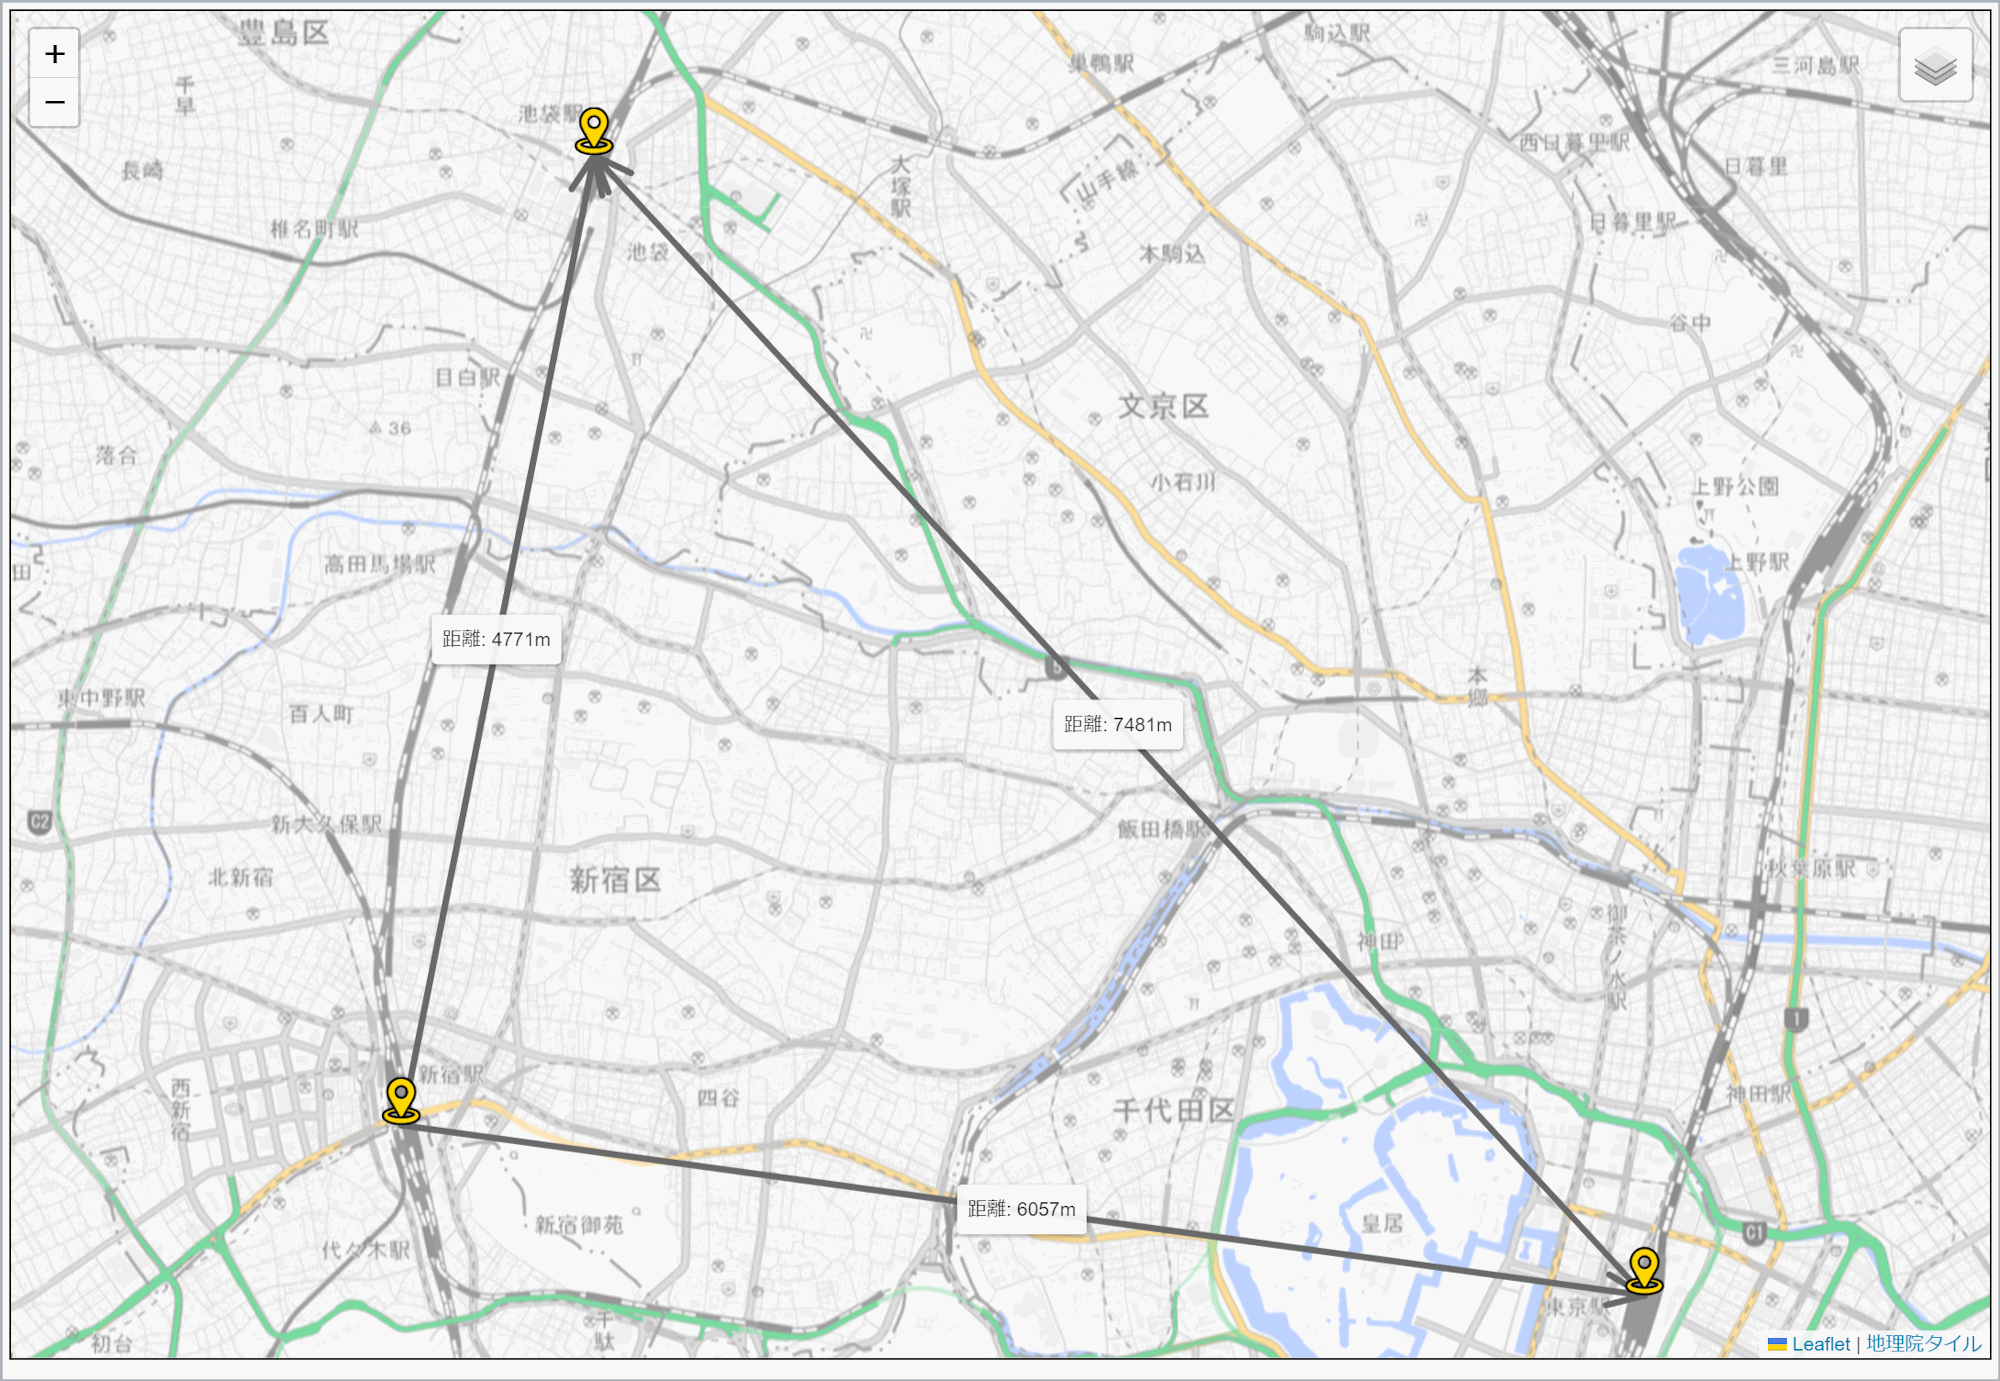 +
−
豊島区
千早
池袋駅
巣鴨駅
駒込駅
三河島駅
長崎
大塚駅
山手線
西日暮里駅
日暮里
椎名町駅
池袋
本駒込
日暮里駅
谷中
目白駅
36
文京区
落合
小石川
上野公園
高田馬場駅
上野駅
田
距離: 4771m
5
東中野駅
百人町
本郷
距離: 7481m
C2
新大久保駅
飯田橋駅
北新宿
新宿区
秋葉原駅
御茶ノ水駅
神田
1
新宿駅
西新宿
四谷
千代田区
神田駅
距離: 6057m
新宿御苑
皇居
代々木駅
C1
東京駅
初台
千駄
Leaflet | 地理院タイル